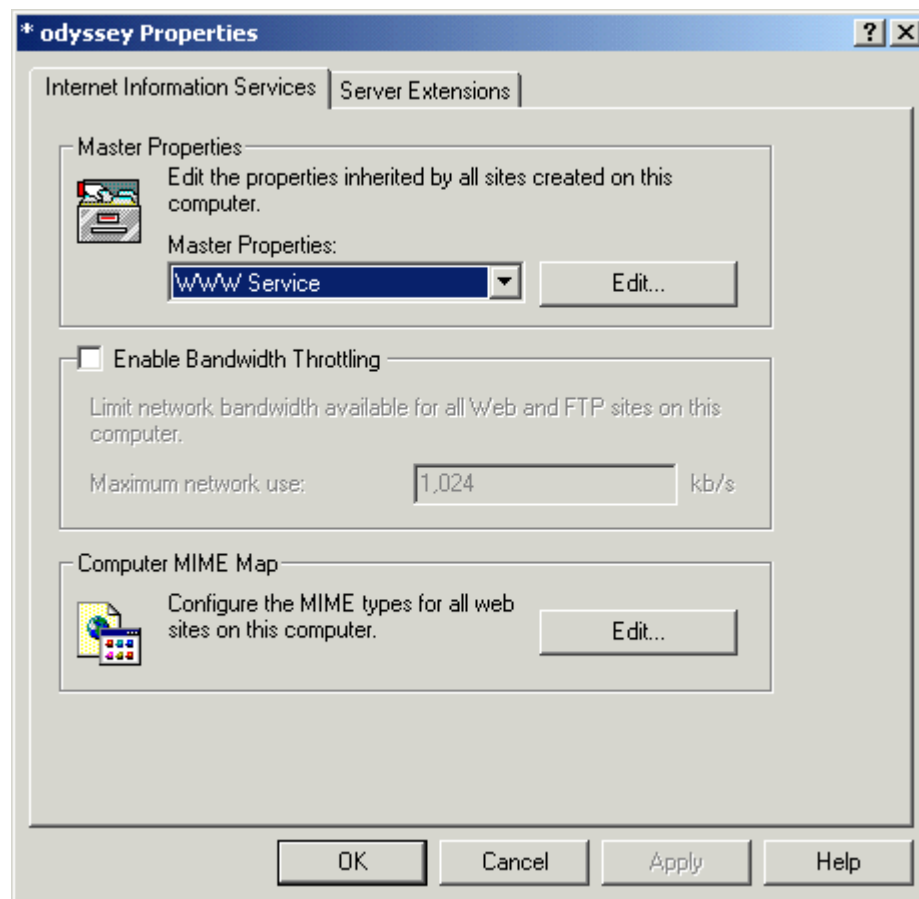 * odyssey Properties
Internet Information Services
Server Extensions
Master Properties
Edit the properties inherited by all sites created on this
computer.
Master Properties:
WWW Service
Edit...
Enable Bandwidth Throttling
Limit network bandwidth available for all Web and FTP sites on this
computer.
Maximum network use:
1,024
kb/s
Computer MIME Map
Configure the MIME types for all web
sites on this computer.
Edit...
OK
Cancel
Apply
Help